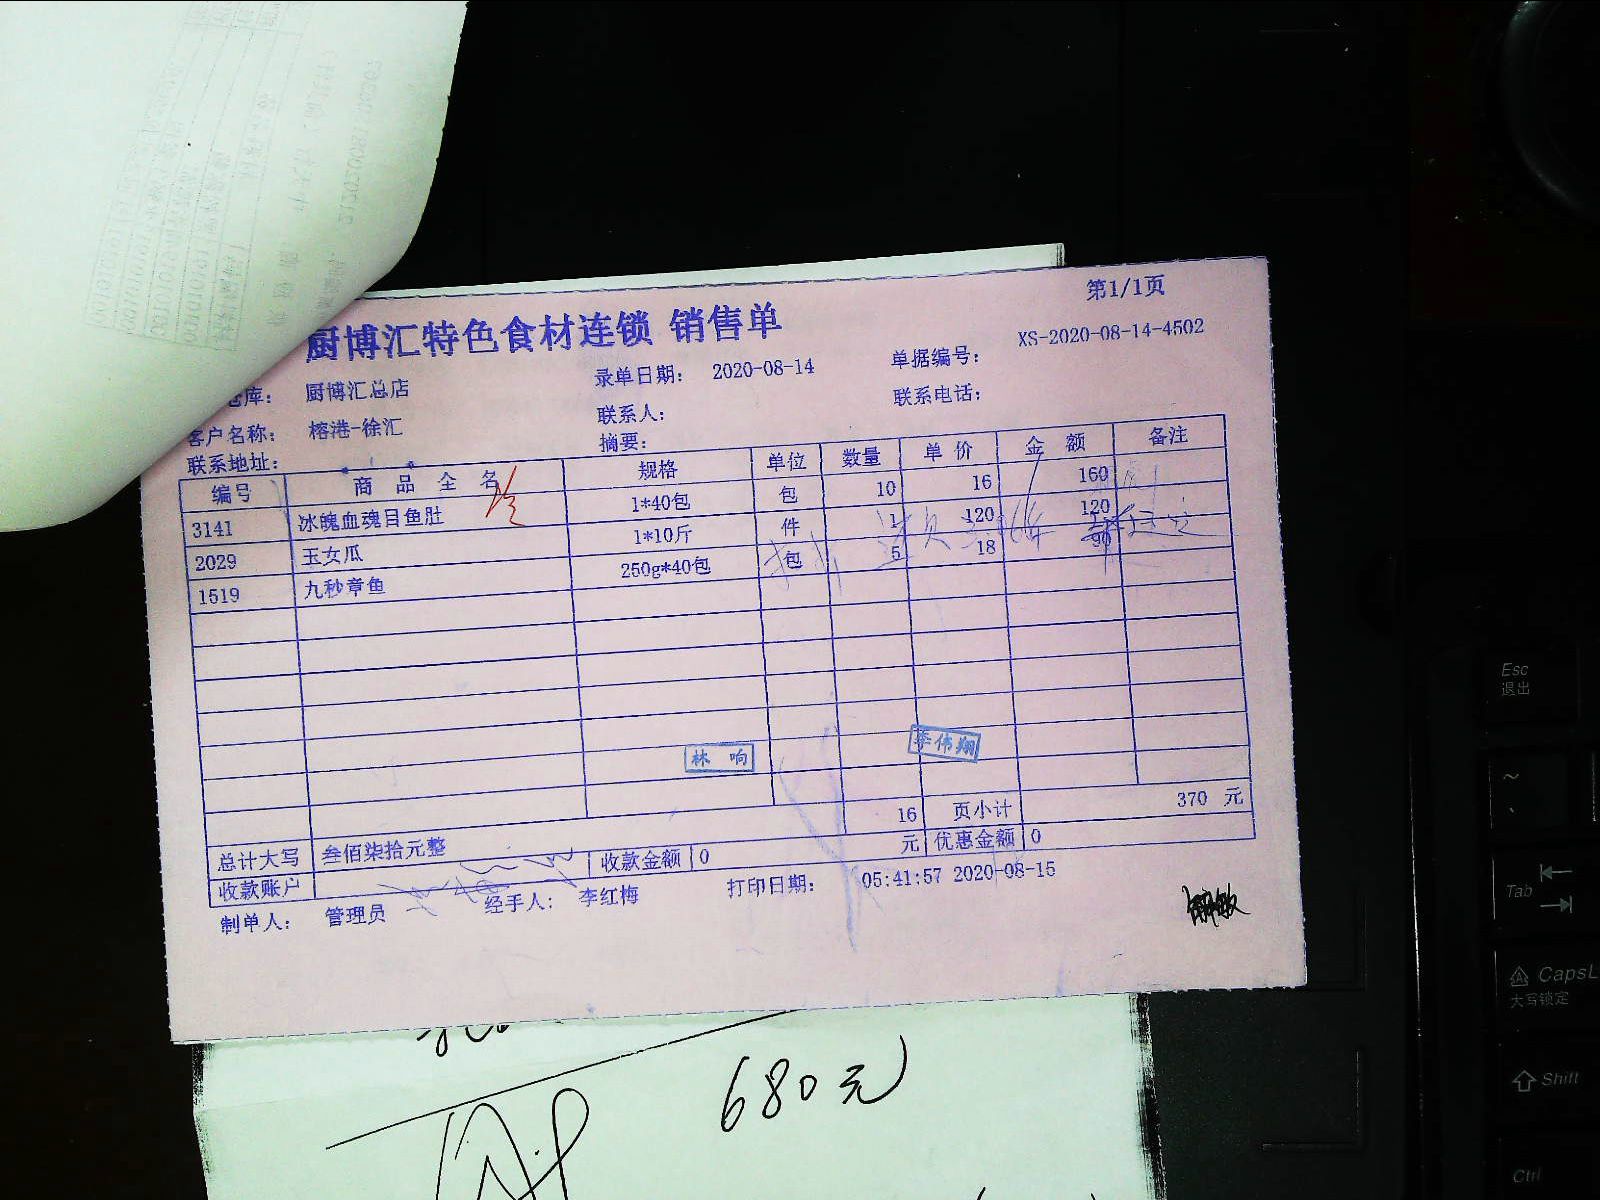 第1/1页
厨博汇特色食材连锁 销售单
仓库： 厨博汇总店 录单日期： 2020-08-14 单据编号： XS-2020-08-14-4502
客户名称： 榕港-徐汇 联系人： 联系电话：
联系地址： 摘要：
编号 商品全名 规格 单位 数量 单价 金额 备注
3141 冰魄血魂目鱼肚 1*40包 包 10 16 160
2029 玉女瓜 1*10斤 件 1 120 120
1519 九秒章鱼 250g*40包 包 5 18 90
林响 李伟翔
16 页小计 370 元
总计大写 叁佰柒拾元整 元 优惠金额 0
收款账户 收款金额 0
制单人： 管理员 经手人： 李红梅 打印日期： 05:41:57 2020-08-15
680元
Esc
退出
~
Tab
CapsL
大写锁定
Shift
Ctrl